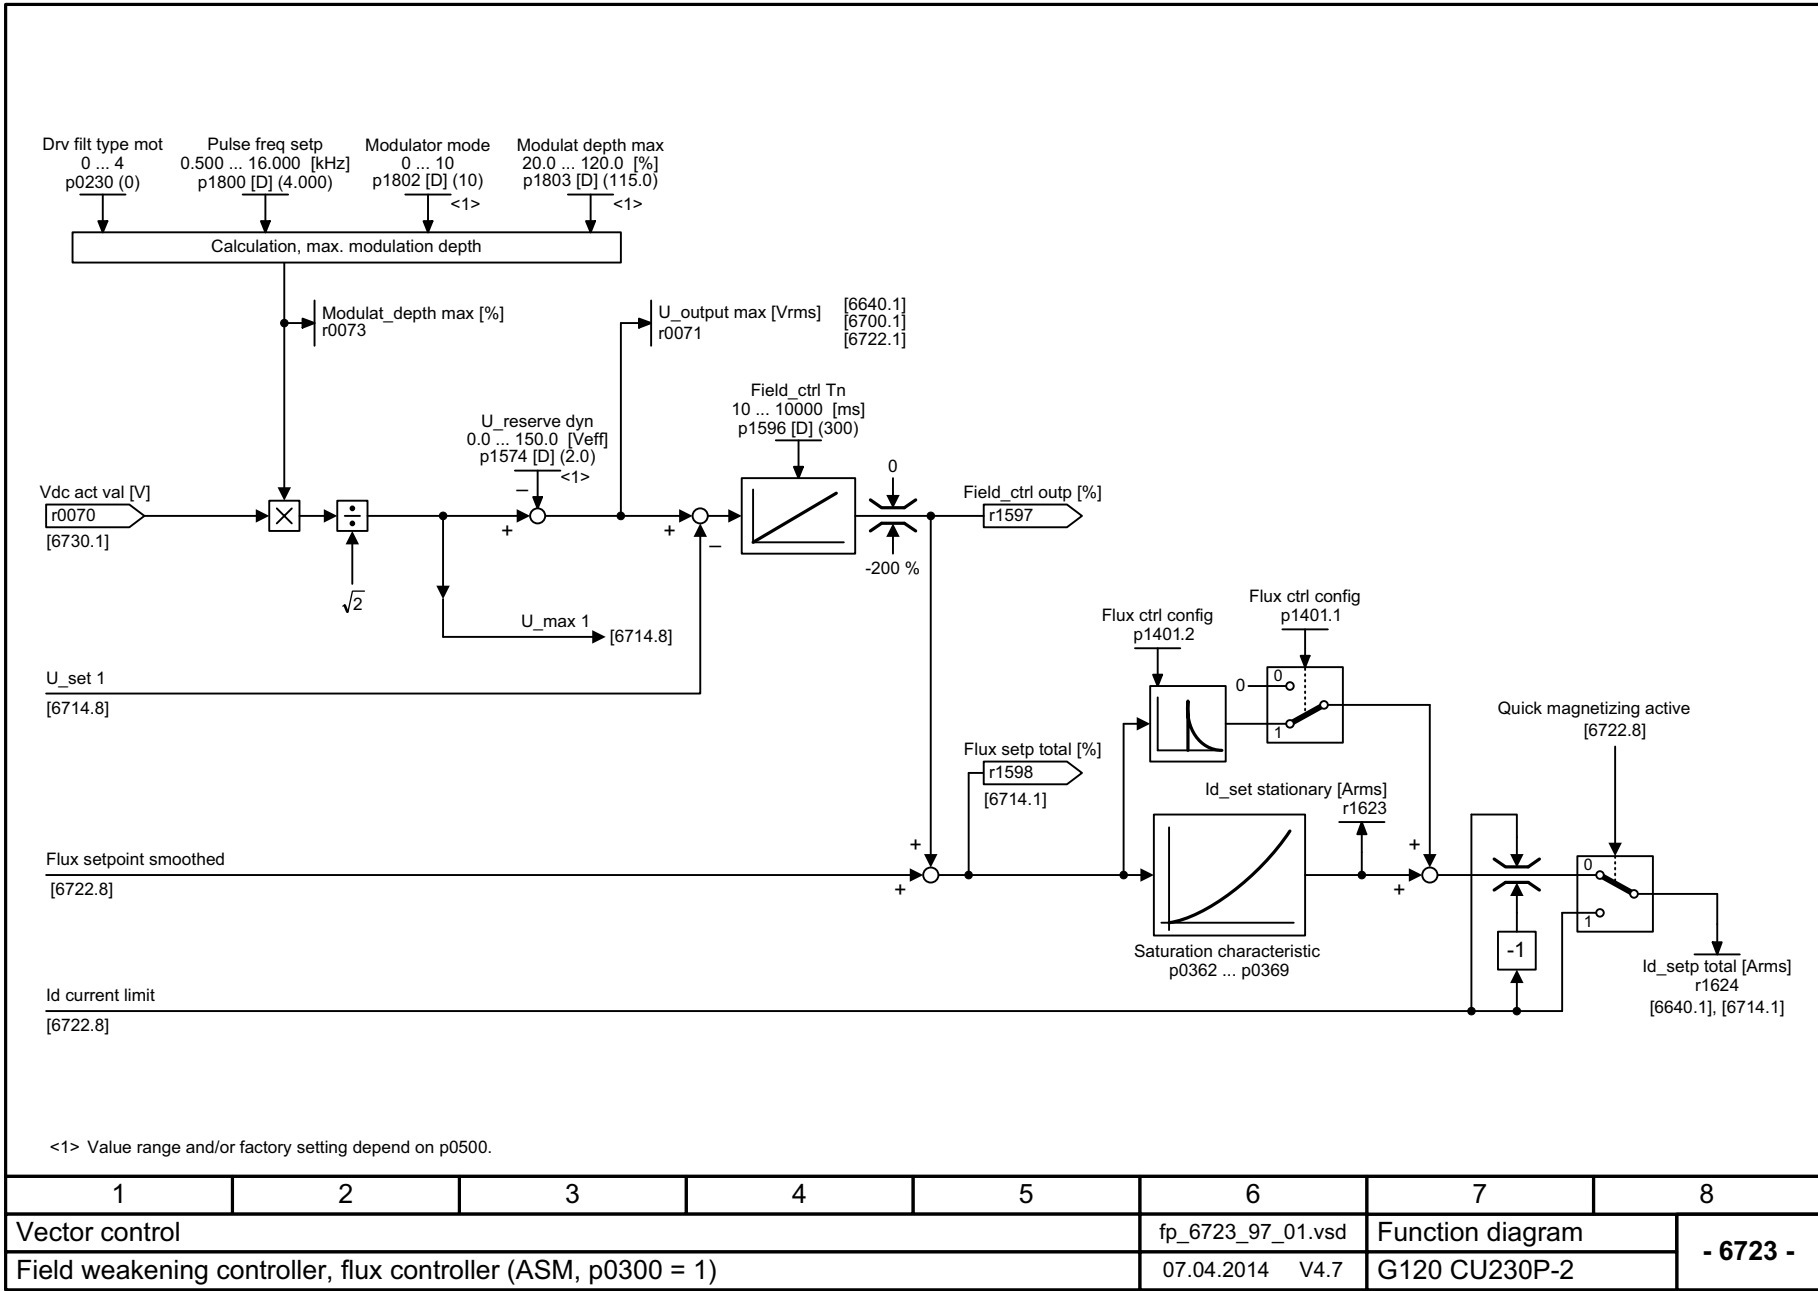 Drv filt type mot
0 ... 4
p0230 (0)
Pulse freq setp
0.500 ... 16.000 [kHz]
p1800 [D] (4.000)
Modulator mode
0 ... 10
p1802 [D] (10)
<1>
Modulat depth max
20.0 ... 120.0 [%]
p1803 [D] (115.0)
<1>
Calculation, max. modulation depth
Modulat_depth max [%]
r0073
U_output max [Vrms]
r0071
[6640.1]
[6700.1]
[6722.1]
Field_ctrl Tn
10 ... 10000 [ms]
p1596 [D] (300)
U_reserve dyn
0.0 ... 150.0 [Veff]
p1574 [D] (2.0)
<1>
–
Vdc act val [V]
r0070
[6730.1]
×
÷
√2
+
+
–
0
-200 %
Field_ctrl outp [%]
r1597
U_max 1
[6714.8]
U_set 1
[6714.8]
Flux ctrl config
p1401.2
Flux ctrl config
p1401.1
0
0
1
Quick magnetizing active
[6722.8]
Flux setp total [%]
r1598
[6714.1]
Id_set stationary [Arms]
r1623
Flux setpoint smoothed
[6722.8]
+
+
+
+
0
1
Saturation characteristic
p0362 ... p0369
-1
Id_setp total [Arms]
r1624
[6640.1], [6714.1]
Id current limit
[6722.8]
<1> Value range and/or factory setting depend on p0500.
1 2 3 4 5 6 7 8
Vector control
fp_6723_97_01.vsd
Function diagram
- 6723 -
Field weakening controller, flux controller (ASM, p0300 = 1)
07.04.2014 V4.7
G120 CU230P-2